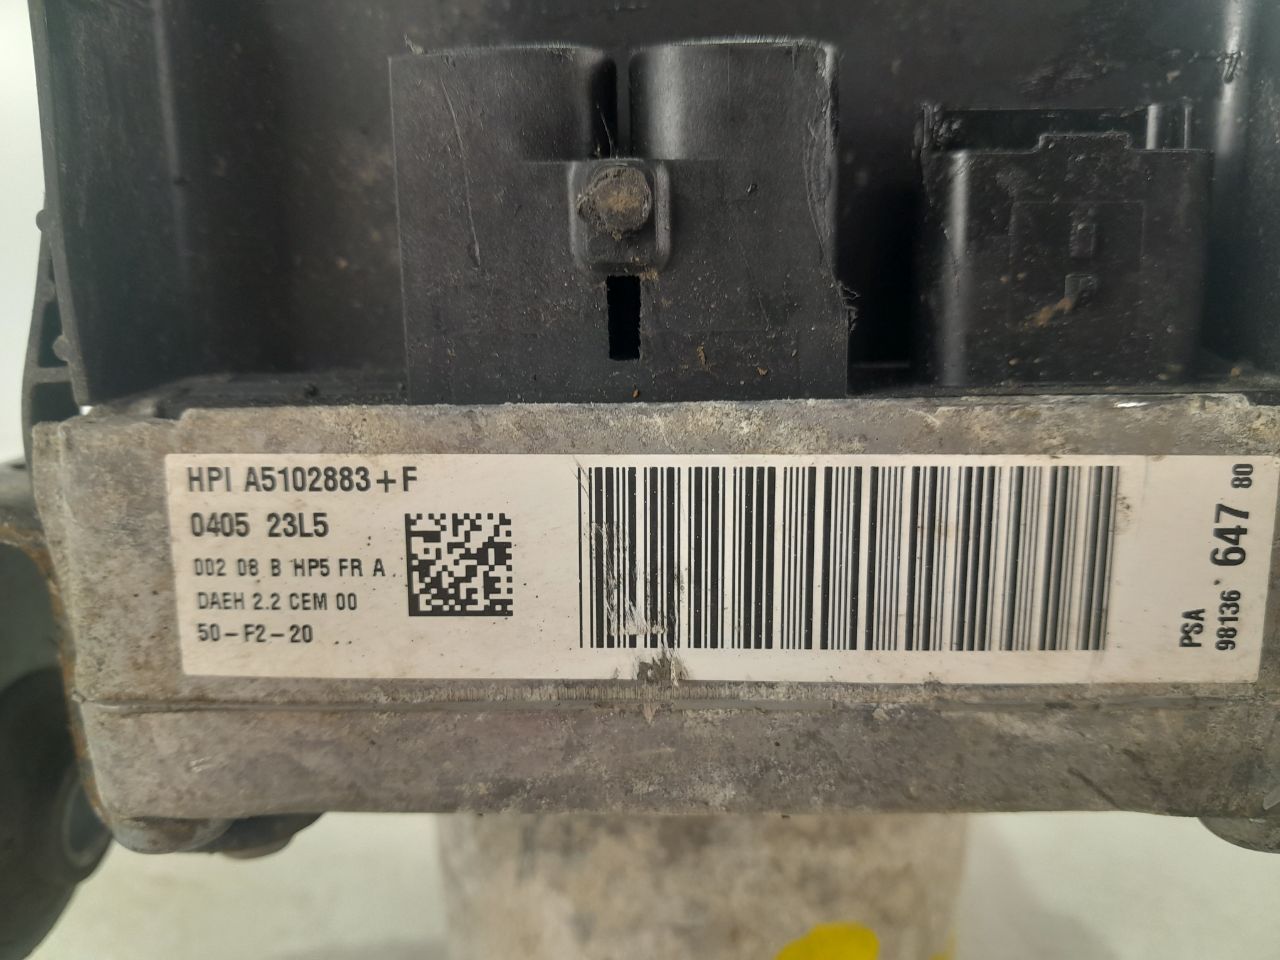 HPI A5102883+F
0405 23L5
002 08 B HP5 FR A
DAEH 2.2 CEM 00
50-F2-20
PSA
98136 647 80